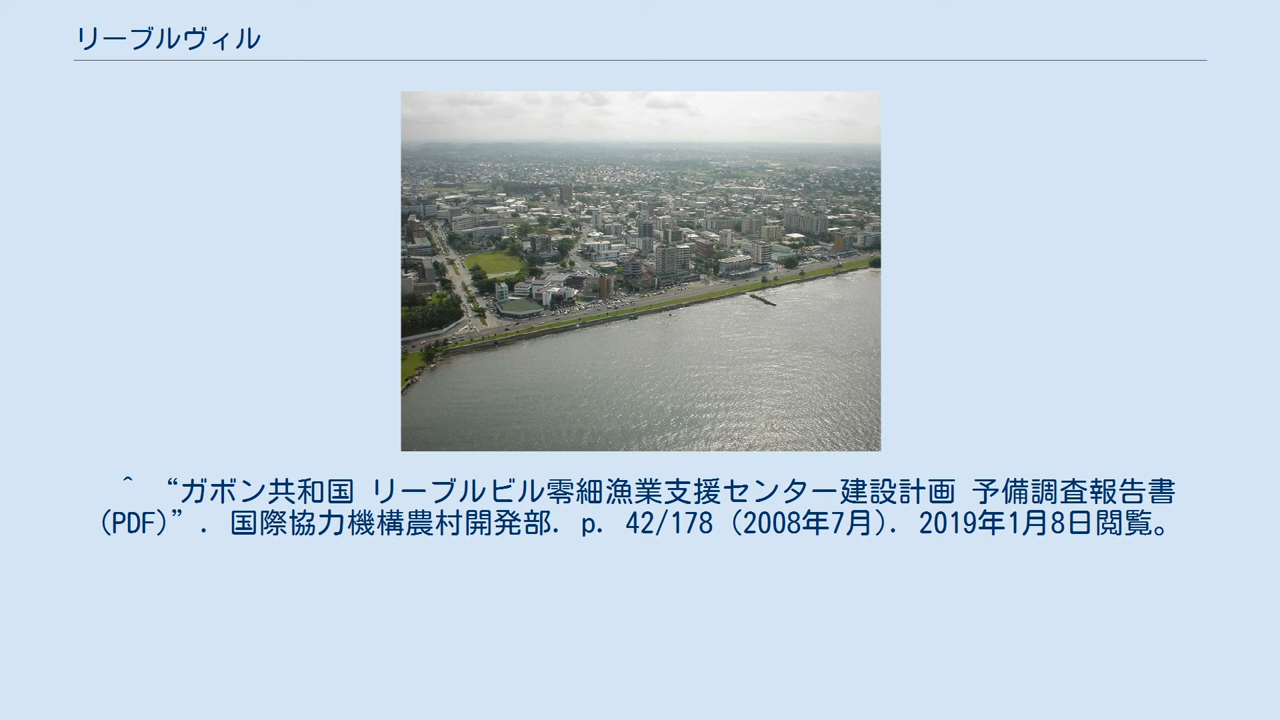 リーブルヴィル
^ “ガボン共和国 リーブルビル零細漁業支援センター建設計画 予備調査報告書
(PDF)”. 国際協力機構農村開発部. p. 42/178 (2008年7月). 2019年1月8日閲覧。